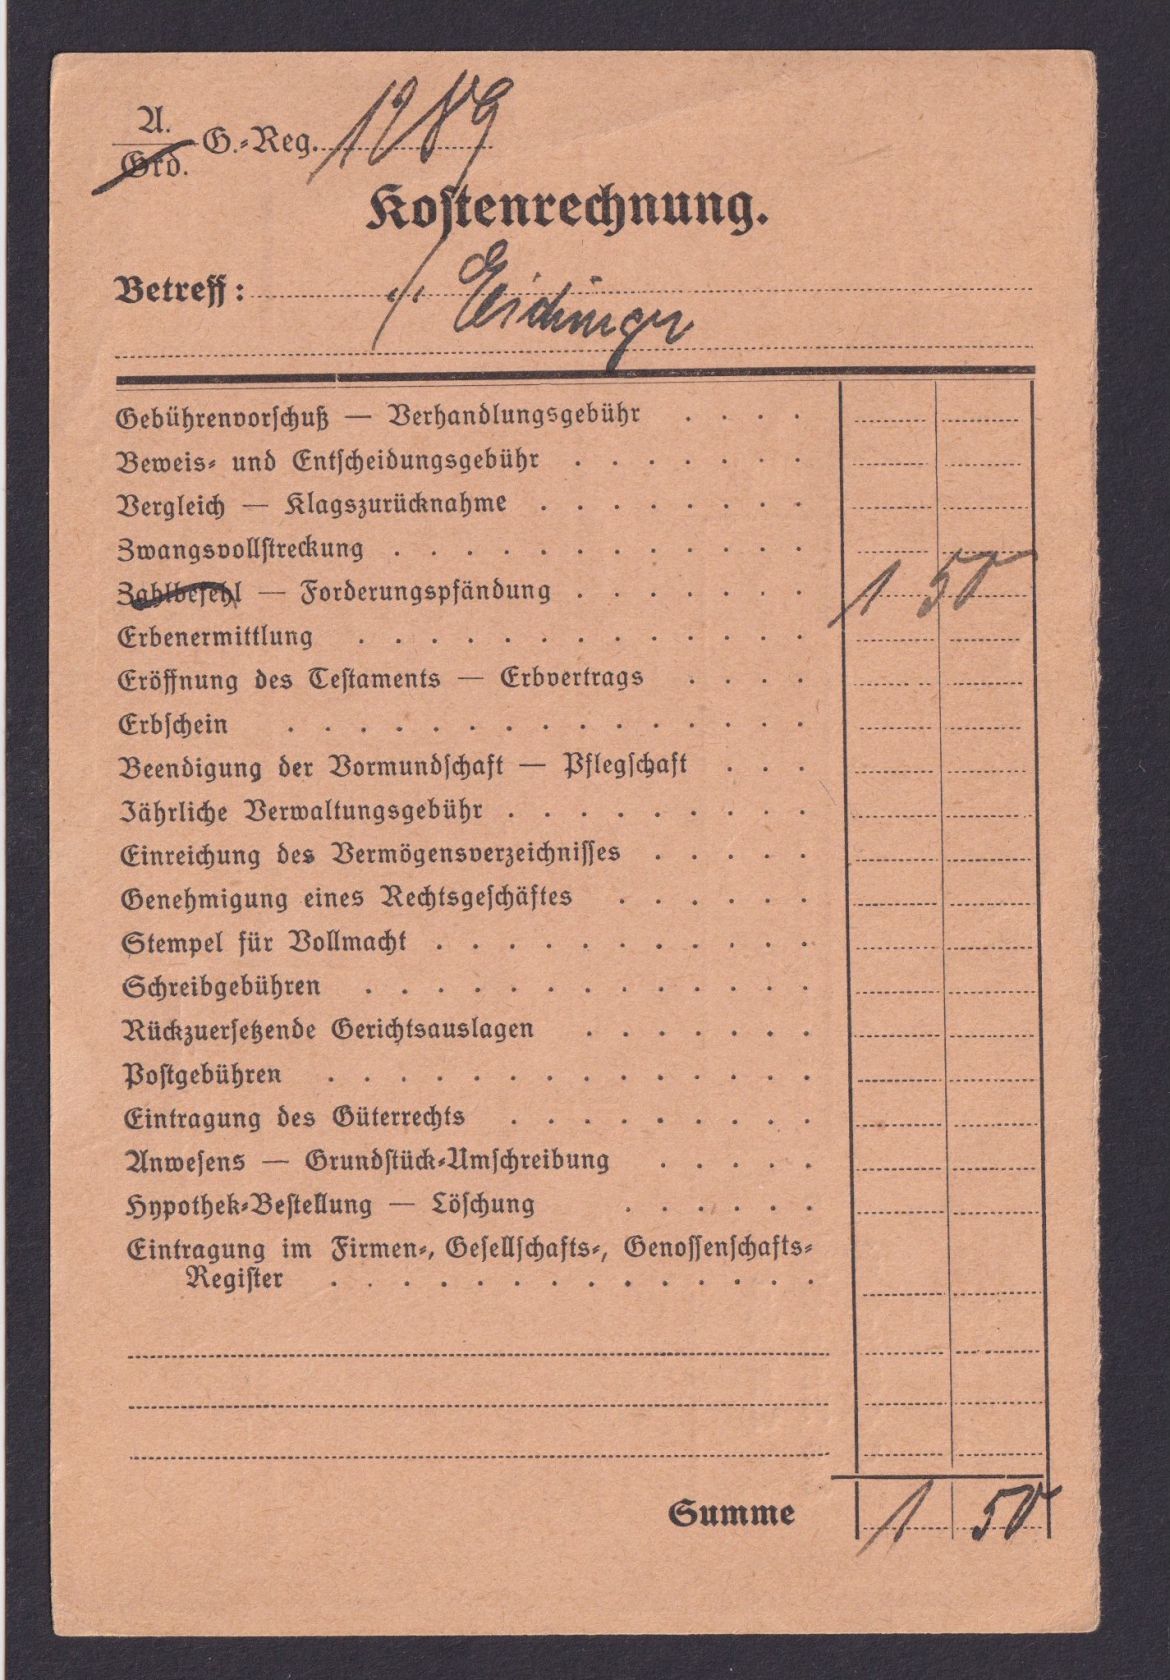 A.
Grd. G.-Reg. 1289
Kostenrechnung.
Betreff: ./. Eichinger
Gebührenvorschuß — Verhandlungsgebühr . . . .
Beweis- und Entscheidungsgebühr . . . . . . .
Vergleich — Klagszurücknahme . . . . . . . .
Zwangsvollstreckung . . . . . . . . . . . .
Zahlbefehl — Forderungspfändung . . . . . . . 1 50
Erbenermittlung . . . . . . . . . . . . .
Eröffnung des Testaments — Erbvertrags . . . .
Erbschein . . . . . . . . . . . . . . .
Beendigung der Vormundschaft — Pflegschaft . . .
Jährliche Verwaltungsgebühr . . . . . . . . .
Einreichung des Vermögensverzeichnisses . . . . .
Genehmigung eines Rechtsgeschäftes . . . . . .
Stempel für Vollmacht . . . . . . . . . . .
Schreibgebühren . . . . . . . . . . . . .
Rückzuersetzende Gerichtsauslagen . . . . . . .
Postgebühren . . . . . . . . . . . . . .
Eintragung des Güterrechts . . . . . . . . .
Anwesens — Grundstück-Umschreibung . . . . .
Hypothek-Bestellung — Löschung . . . . . .
Eintragung im Firmen-, Gesellschafts-, Genossenschafts-
Register . . . . . . . . . . . . . .
Summe 1 50